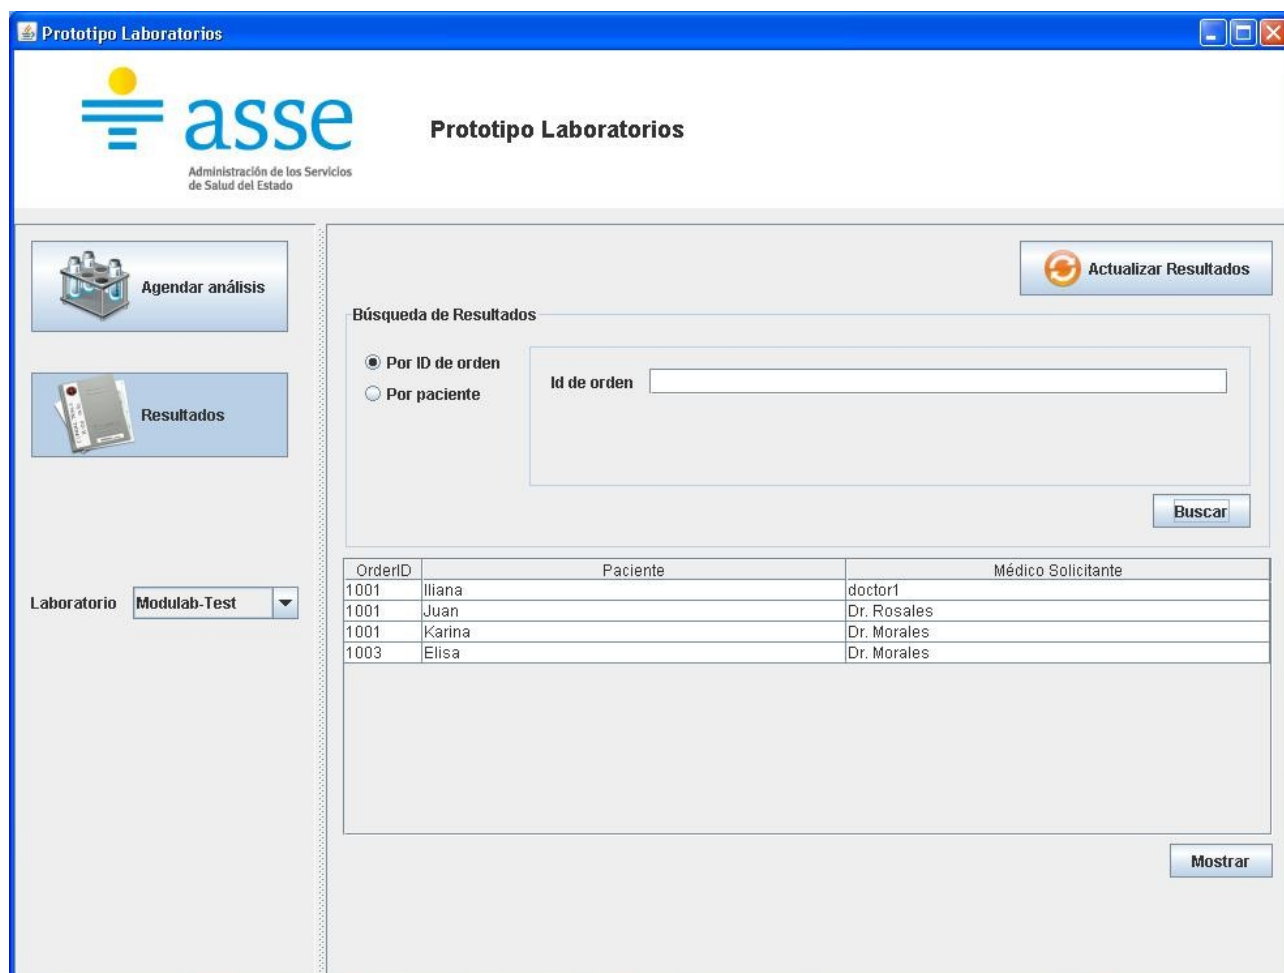 Prototipo Laboratorios
asse
Administración de los Servicios
de Salud del Estado
Prototipo Laboratorios
Agendar análisis
Resultados
Laboratorio Modulab-Test
Actualizar Resultados
Búsqueda de Resultados
Por ID de orden
Por paciente
Id de orden
Buscar
OrderID Paciente Médico Solicitante
1001 Iliana doctor1
1001 Juan Dr. Rosales
1001 Karina Dr. Morales
1003 Elisa Dr. Morales
Mostrar